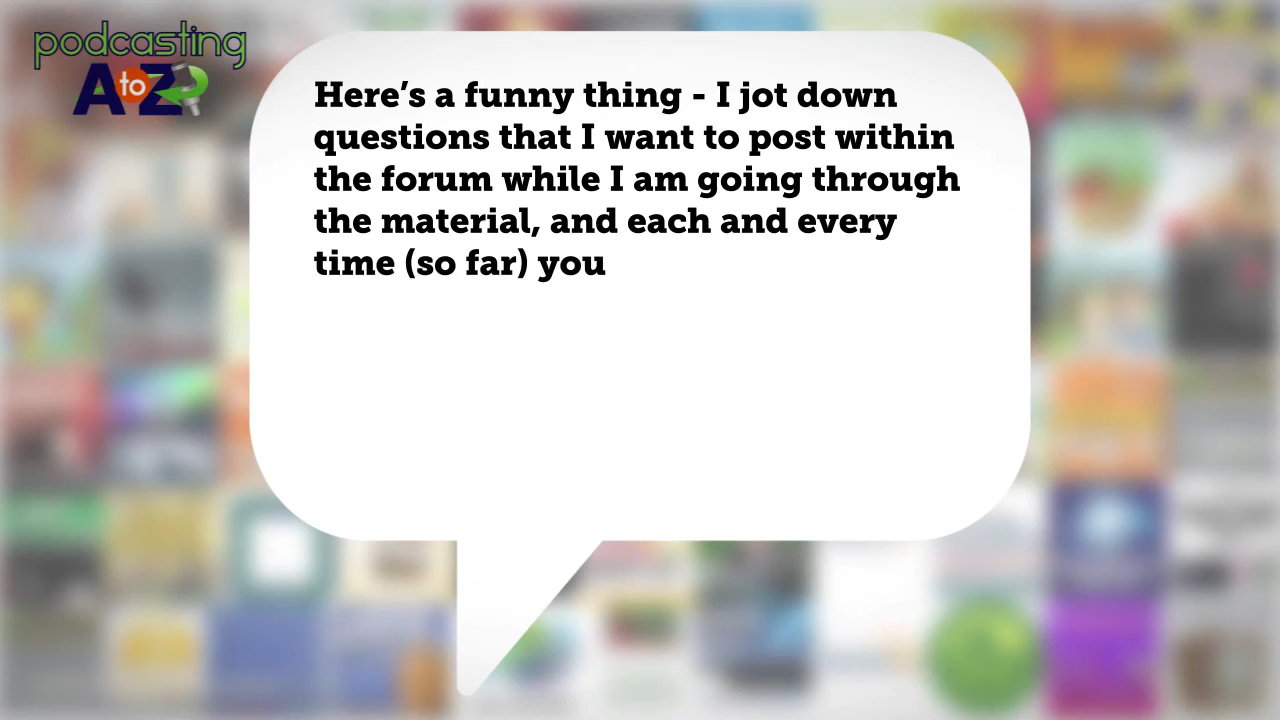 podcasting
A to Z
Here’s a funny thing - I jot down
questions that I want to post within
the forum while I am going through
the material, and each and every
time (so far) you